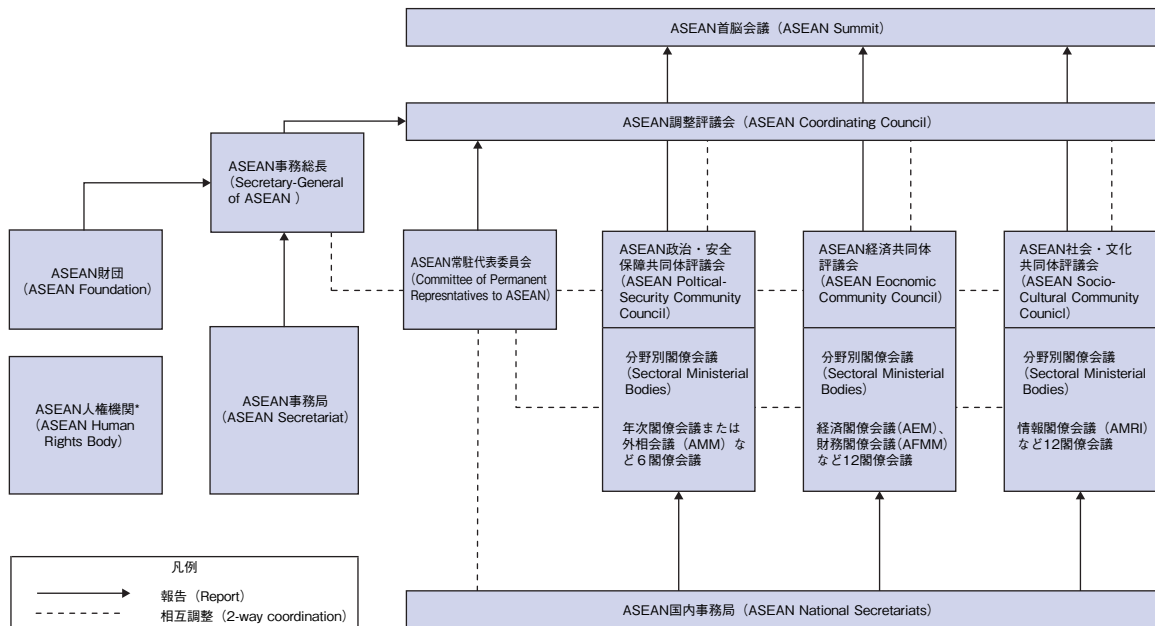 ASEAN首脳会議（ASEAN Summit）
ASEAN調整評議会（ASEAN Coordinating Council）
ASEAN事務総長
（Secretary-General
of ASEAN ）
ASEAN財団
（ASEAN Foundation）
ASEAN常駐代表委員会
（Committee of Permanent
Represntatives to ASEAN）
ASEAN政治・安全
保障共同体評議会
（ASEAN Poltical-
Security Community
Council）
ASEAN経済共同体
評議会
（ASEAN Eocnomic
Community Council）
ASEAN社会・文化
共同体評議会
（ASEAN Socio-
Cultural Community
Counicl）
ASEAN人権機関*
（ASEAN Human
Rights Body）
ASEAN事務局
（ASEAN Secretariat）
分野別閣僚会議
（Sectoral Ministerial
Bodies）
年次閣僚会議または
外相会議（AMM）な
ど６閣僚会議
分野別閣僚会議
（Sectoral Ministerial
Bodies）
経済閣僚会議（AEM）、
財務閣僚会議（AFMM）
など12閣僚会議
分野別閣僚会議
（Sectoral Ministerial
Bodies）
情報閣僚会議（AMRI）
など12閣僚会議
凡例
報告（Report）
相互調整（2-way coordination）
ASEAN国内事務局（ASEAN National Secretariats）